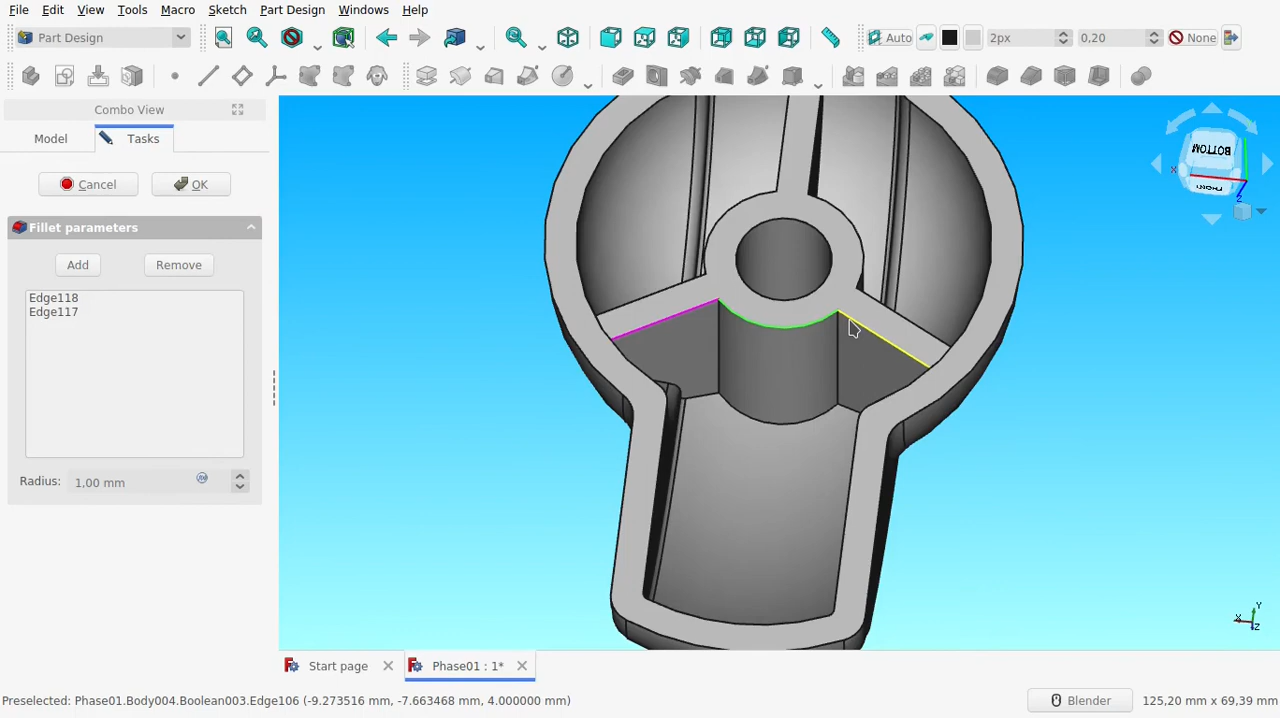 File Edit View Tools Macro Sketch Part Design Windows Help
Part Design
Auto 2px 0,20 None
Combo View
Model Tasks
Cancel OK
Fillet parameters
Add Remove
Edge118
Edge117
Radius: 1,00 mm
BOTTOM
FRONT
X
Z
Y
X
Z
Start page Phase01 : 1*
Preselected: Phase01.Body004.Boolean003.Edge106 (-9.273516 mm, -7.663468 mm, 4.000000 mm) Blender 125,20 mm x 69,39 mm